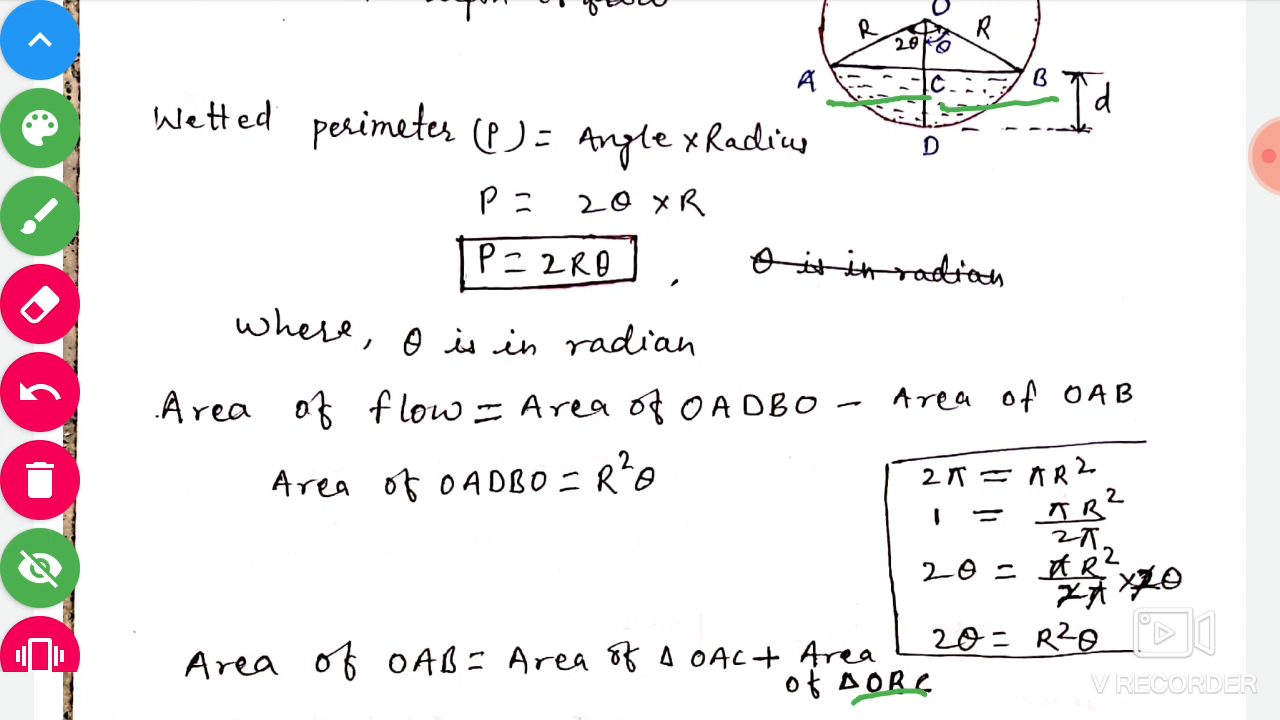 O
R
R
2θ
θ
A
C
B
d
D
Wetted perimeter (P) = Angle × Radius
P = 2θ × R
P = 2Rθ , θ is in radian
where, θ is in radian
Area of flow = Area of OADBO - Area of OAB
Area of OADBO = R²θ
2π = πR²
1 = πR²/2π
2θ = πR²/2π × 2θ
2θ = R²θ
Area of OAB = Area of Δ OAC + Area
of Δ OBC
V RECORDER